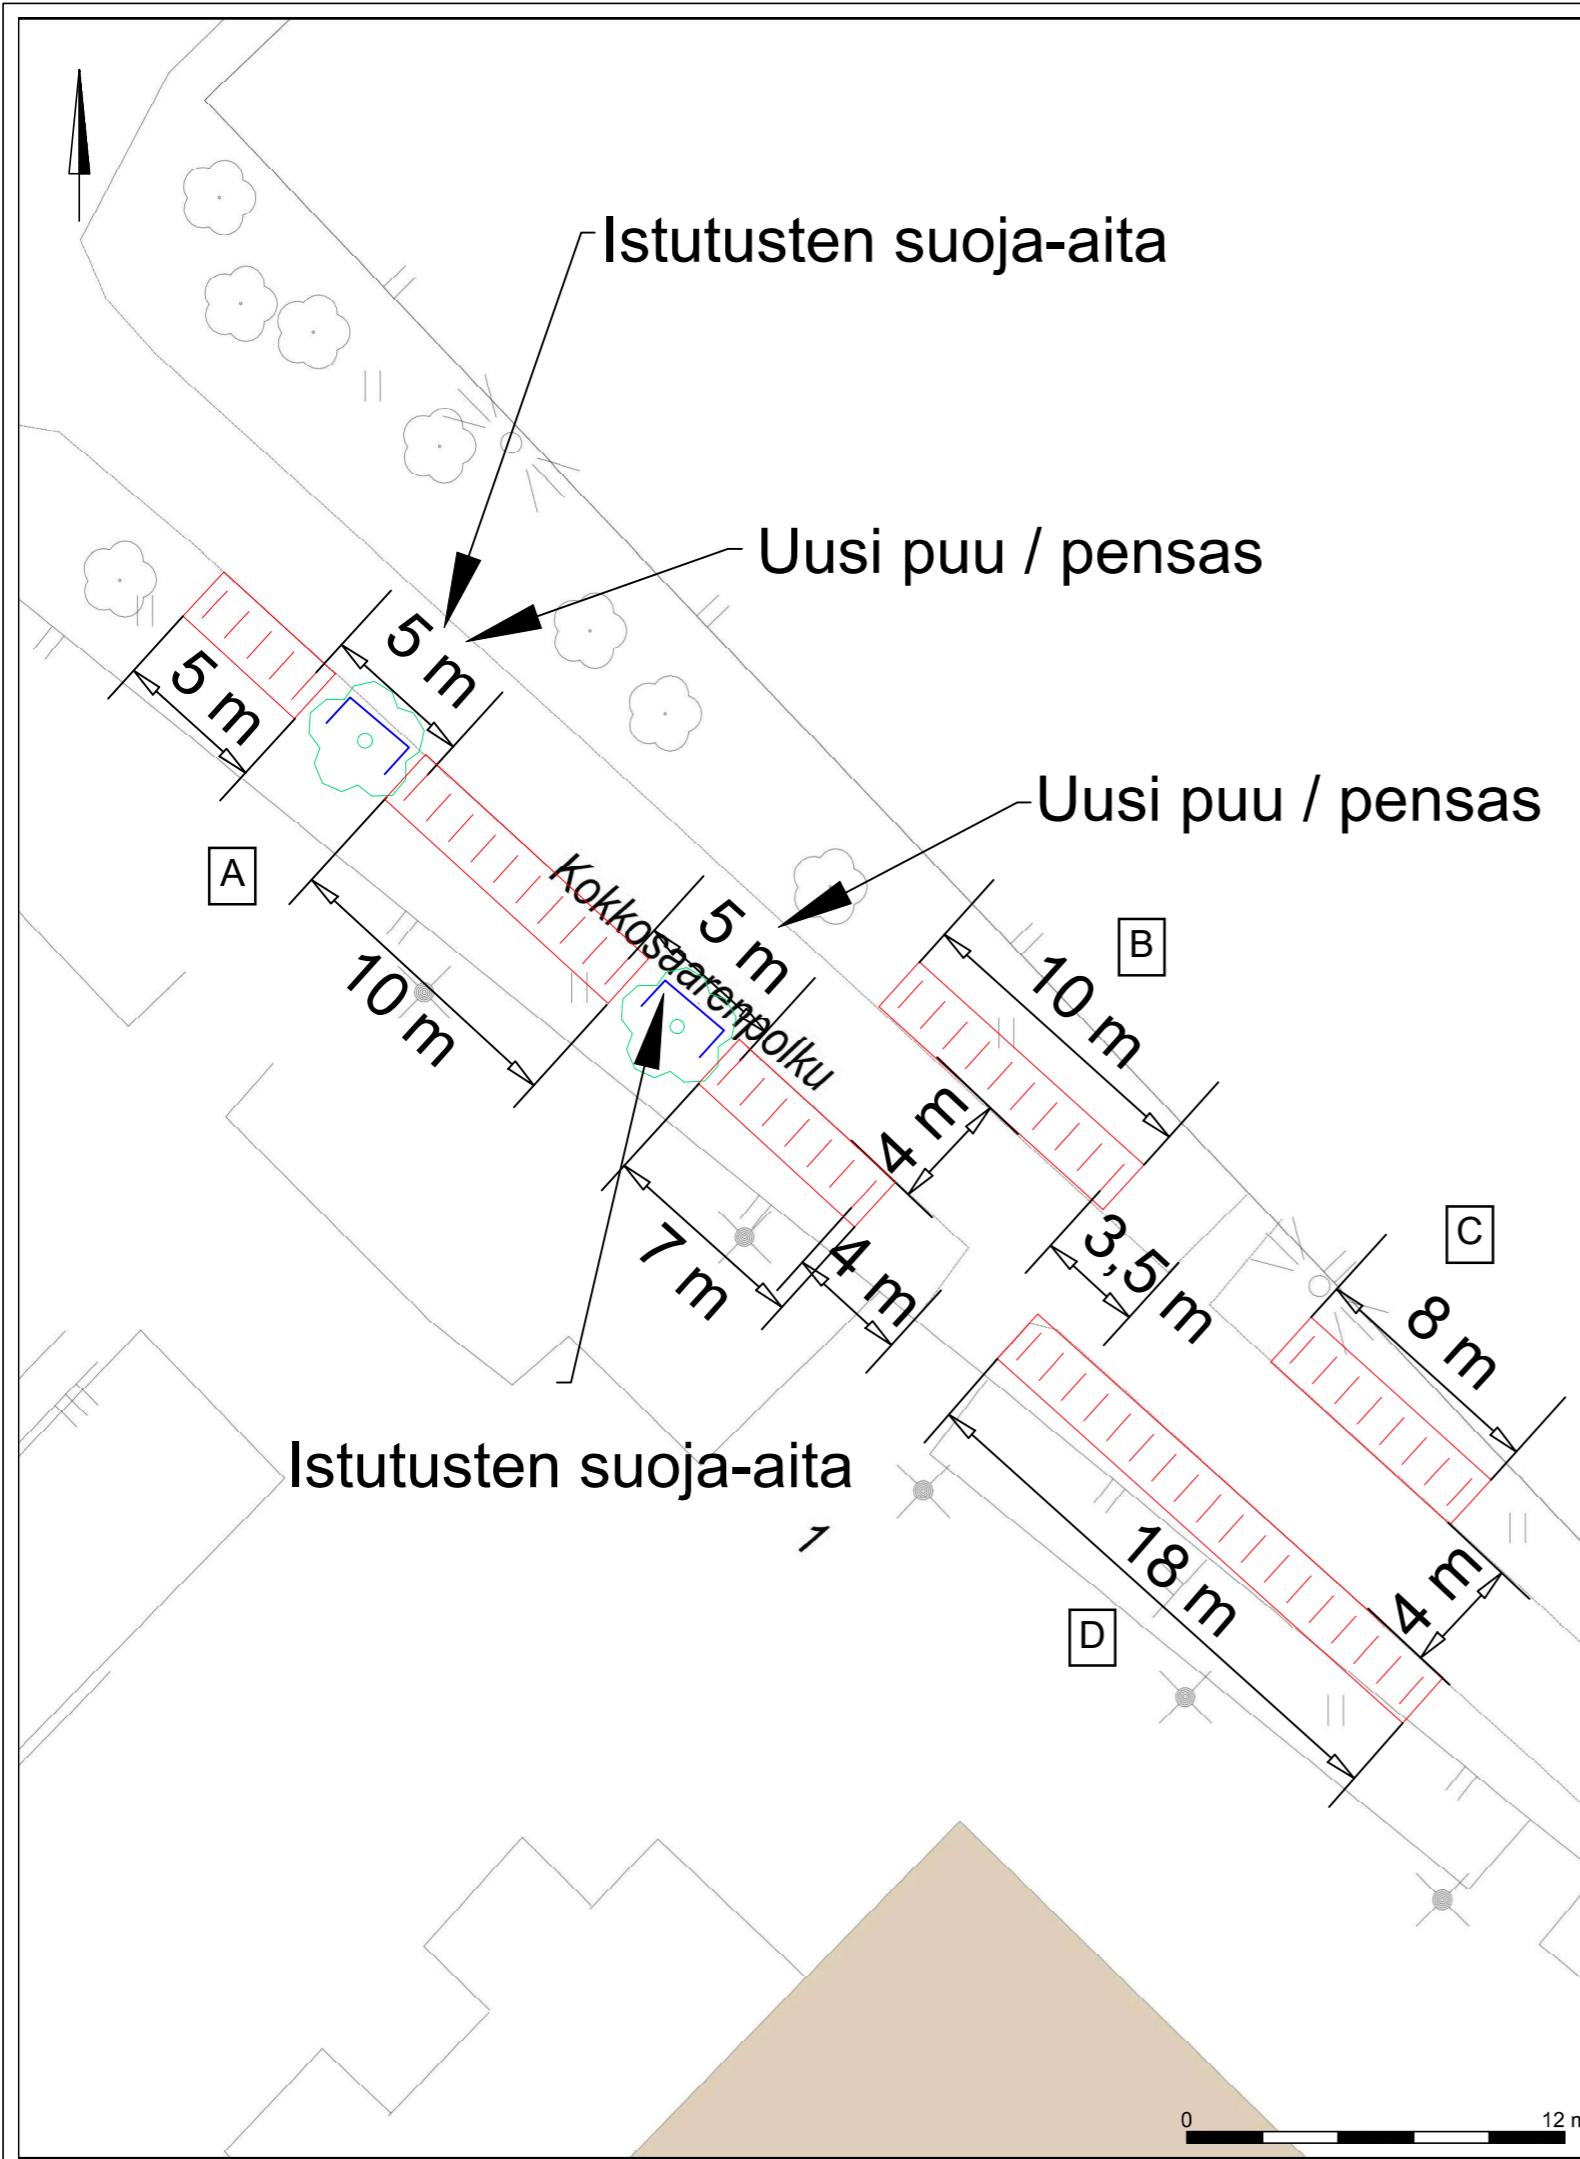 Istutusten suoja-aita
Uusi puu / pensas
5 m
5 m
Uusi puu / pensas
A
Kokkosaarenpolku
5 m
B
10 m
10 m
4 m
C
3,5 m
7 m
4 m
8 m
Istutusten suoja-aita
1
18 m
4 m
D
0
12 m